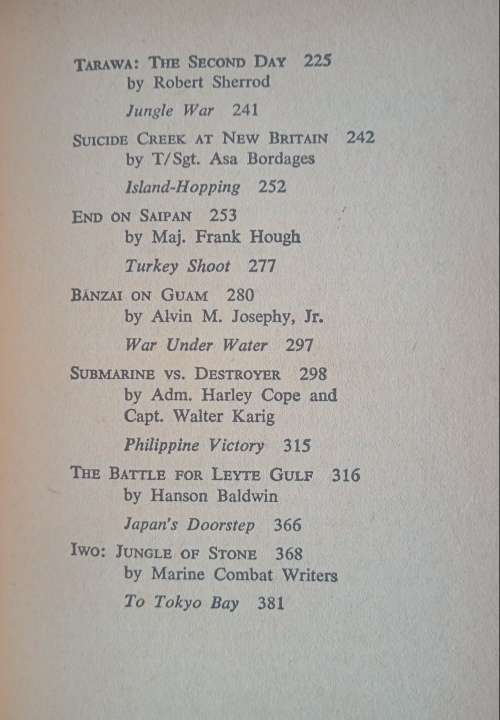 TARAWA: THE SECOND DAY 225
by Robert Sherrod
Jungle War 241
SUICIDE CREEK AT NEW BRITAIN 242
by T/Sgt. Asa Bordages
Island-Hopping 252
END ON SAIPAN 253
by Maj. Frank Hough
Turkey Shoot 277
BANZAI ON GUAM 280
by Alvin M. Josephy, Jr.
War Under Water 297
SUBMARINE VS. DESTROYER 298
by Adm. Harley Cope and
Capt. Walter Karig
Philippine Victory 315
THE BATTLE FOR LEYTE GULF 316
by Hanson Baldwin
Japan's Doorstep 366
IWO: JUNGLE OF STONE 368
by Marine Combat Writers
To Tokyo Bay 381